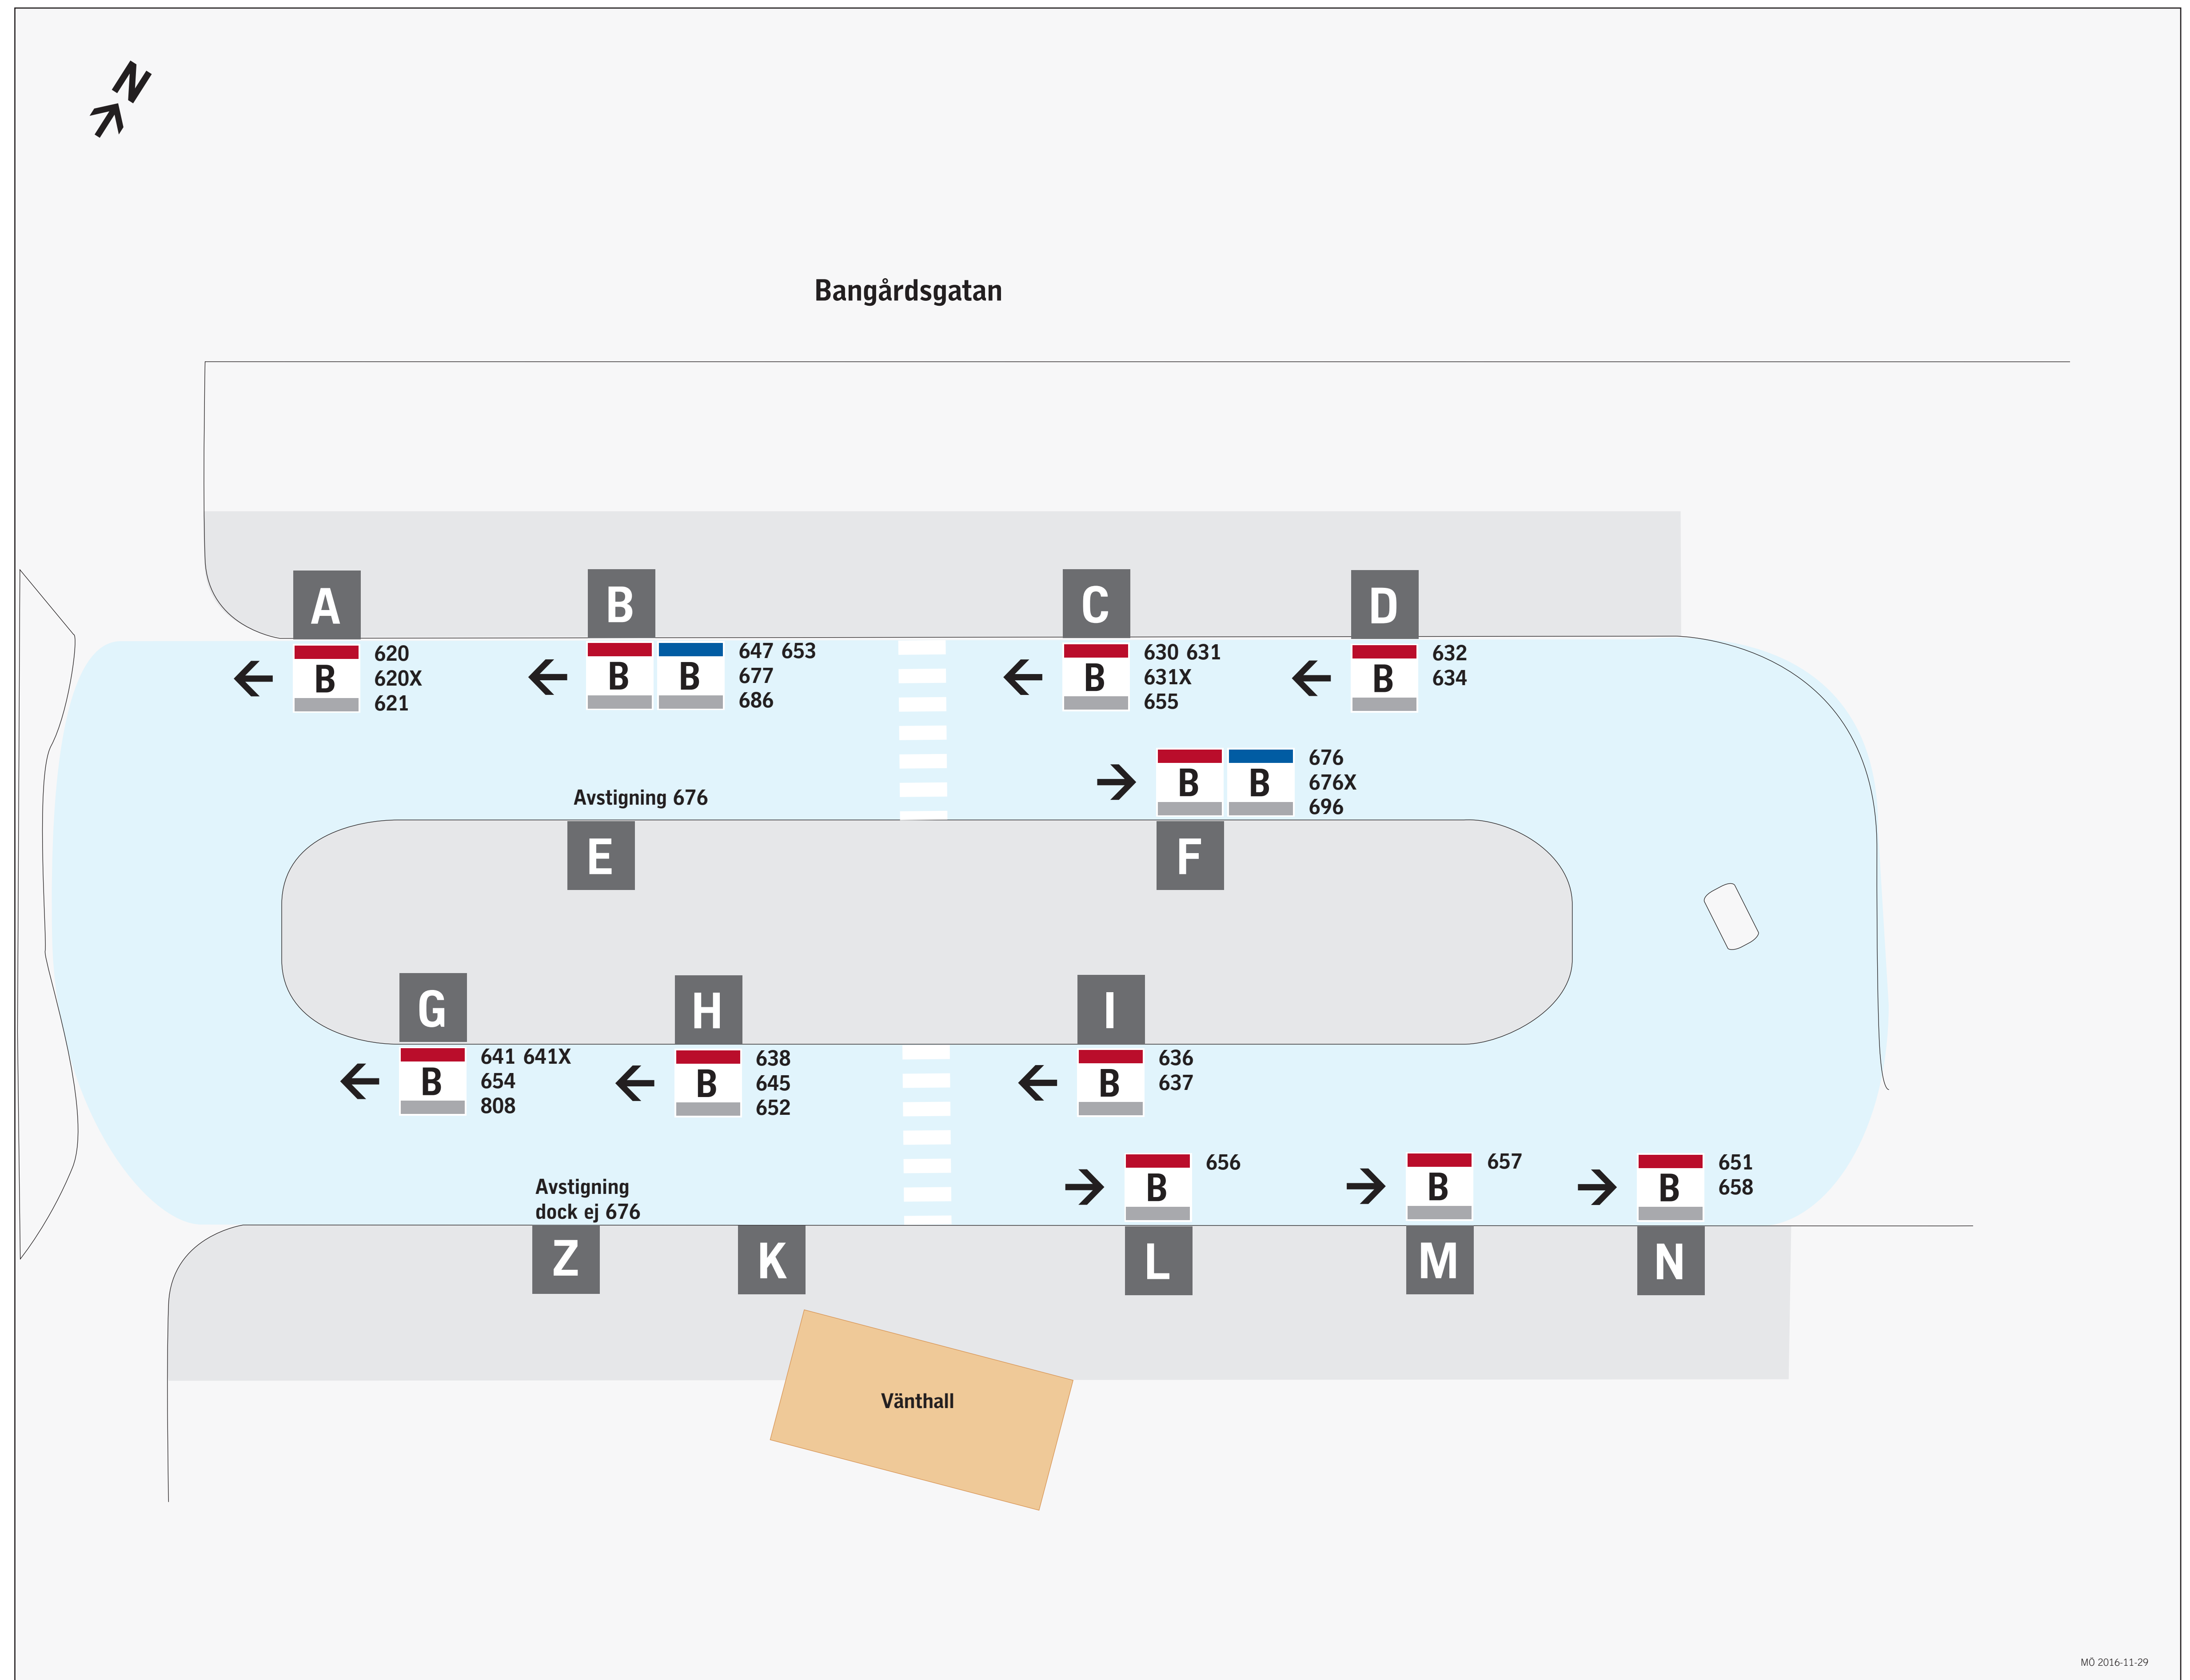 N
Bangårdsgatan
A
B
C
D
B
620
620X
621
B
B
647 653
677
686
B
630 631
631X
655
B
632
634
Avstigning 676
B
B
676
676X
696
E
F
G
H
I
B
641 641X
654
808
B
638
645
652
B
636
637
Avstigning
dock ej 676
B
656
B
657
B
651
658
Z
K
L
M
N
Vänthall
MÖ 2016-11-29